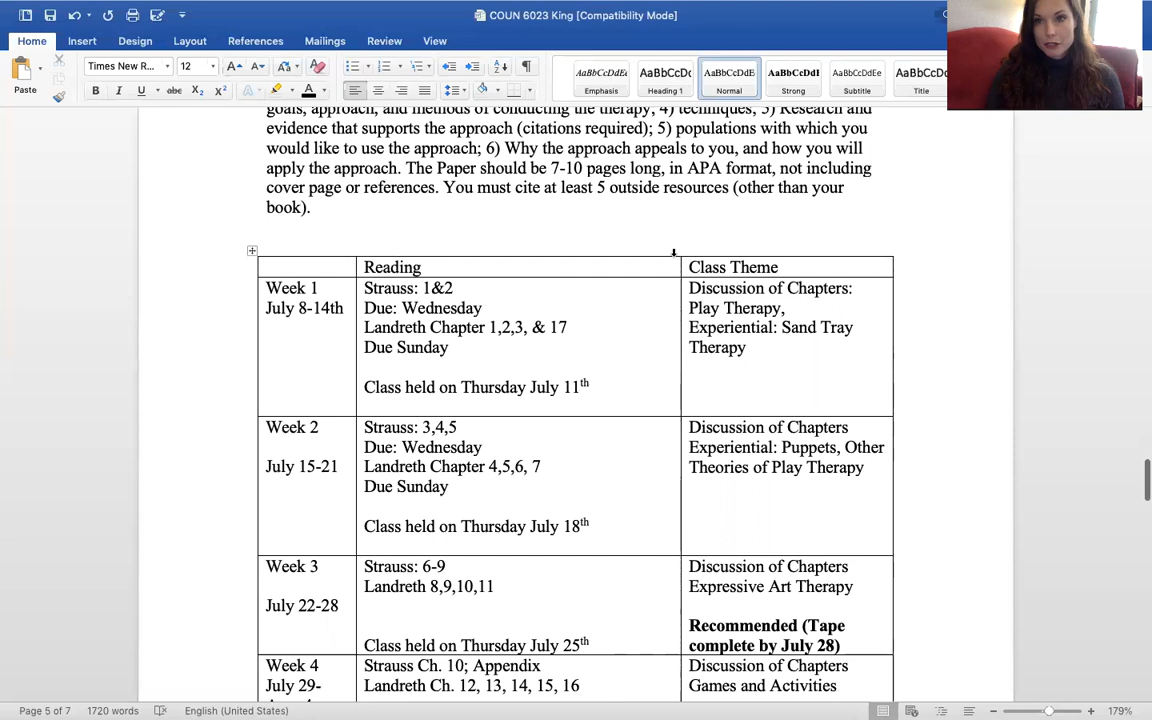 COUN 6023 King [Compatibility Mode]
Home Insert Design Layout References Mailings Review View
Paste
Times New R... 12
AaBbCcDdEe AaBbCcDc AaBbCcDdE AaBbCcDdI AaBbCcDdEe AaBbCcD
Emphasis Heading 1 Normal Strong Subtitle Title
goals, approach, and methods of conducting the therapy; 4) techniques; 5) Research and
evidence that supports the approach (citations required); 5) populations with which you
would like to use the approach; 6) Why the approach appeals to you, and how you will
apply the approach. The Paper should be 7-10 pages long, in APA format, not including
cover page or references. You must cite at least 5 outside resources (other than your
book).
Reading
Class Theme
Week 1
July 8-14th
Strauss: 1&2
Due: Wednesday
Landreth Chapter 1,2,3, & 17
Due Sunday
Class held on Thursday July 11th
Discussion of Chapters:
Play Therapy,
Experiential: Sand Tray
Therapy
Week 2
July 15-21
Strauss: 3,4,5
Due: Wednesday
Landreth Chapter 4,5,6, 7
Due Sunday
Class held on Thursday July 18th
Discussion of Chapters
Experiential: Puppets, Other
Theories of Play Therapy
Week 3
July 22-28
Strauss: 6-9
Landreth 8,9,10,11
Class held on Thursday July 25th
Discussion of Chapters
Expressive Art Therapy
Recommended (Tape
complete by July 28)
Week 4
July 29-
Strauss Ch. 10; Appendix
Landreth Ch. 12, 13, 14, 15, 16
Discussion of Chapters
Games and Activities
Page 5 of 7 1720 words English (United States) 179%